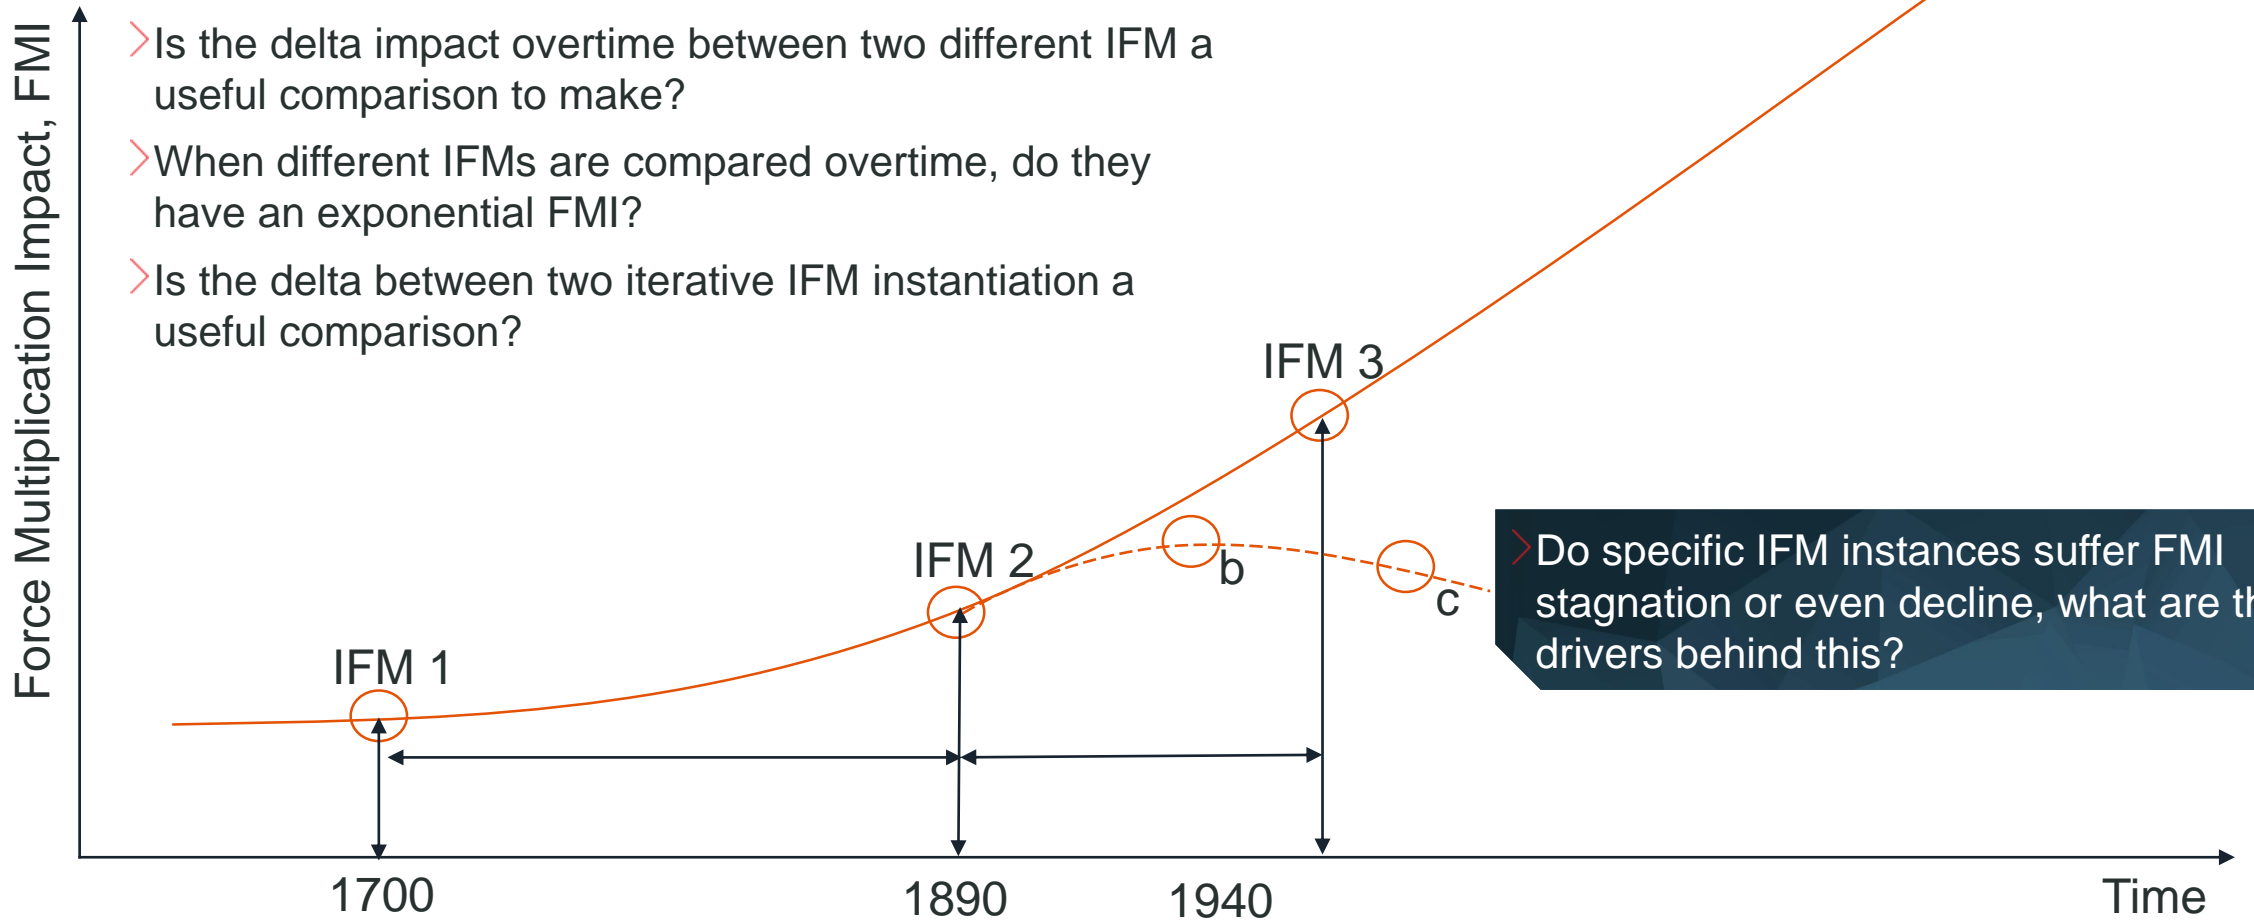 Force Multiplication Impact, FMI
Is the delta impact overtime between two different IFM a
useful comparison to make?
When different IFMs are compared overtime, do they
have an exponential FMI?
Is the delta between two iterative IFM instantiation a
useful comparison?
IFM 3
IFM 2
b
c
Do specific IFM instances suffer FMI
stagnation or even decline, what are th
drivers behind this?
IFM 1
1700
1890
1940
Time